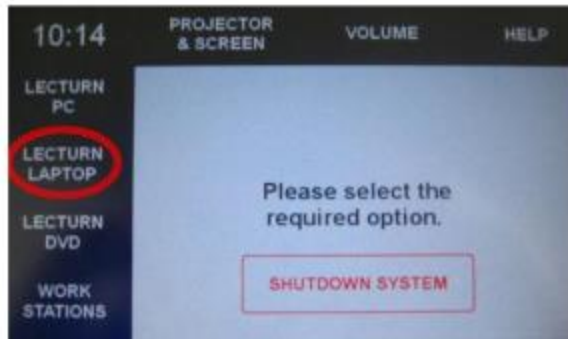 10:14
PROJECTOR
& SCREEN
VOLUME
HELP
LECTURN
PC
LECTURN
LAPTOP
LECTURN
DVD
WORK
STATIONS
Please select the
required option.
SHUTDOWN SYSTEM